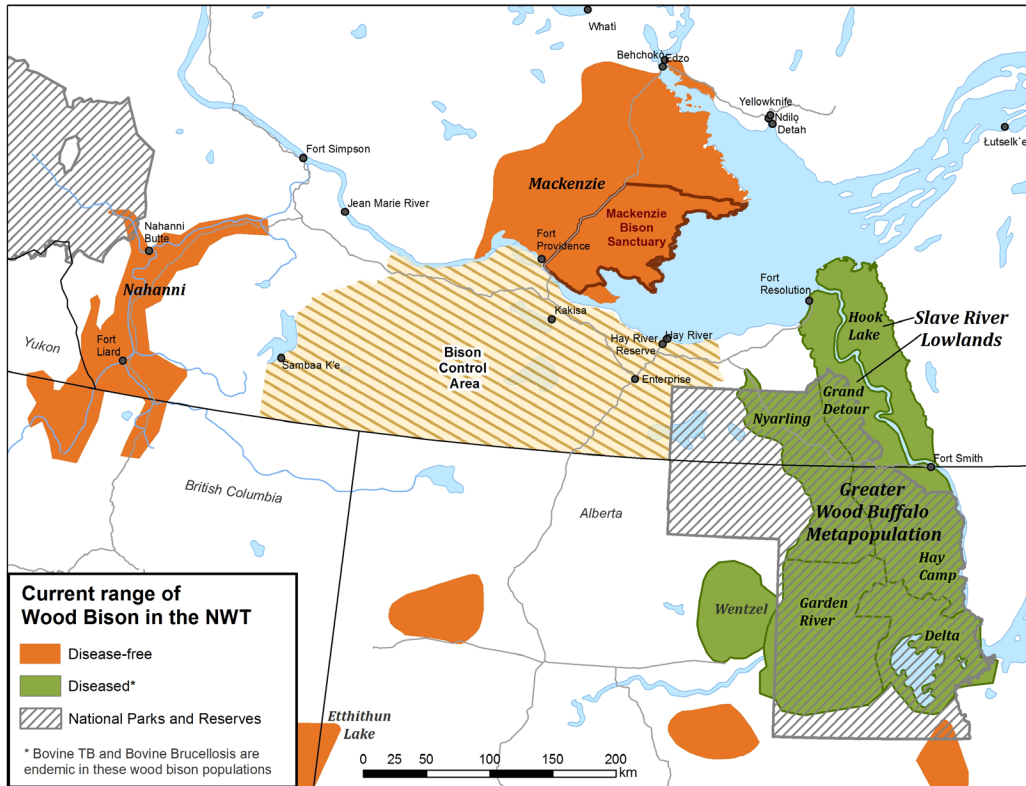 Whatì
Behchokǫ̀
Edzo
Yellowknife
Ndilǫ
Detah
Łutselk`e
Fort Simpson
Mackenzie
Jean Marie River
Mackenzie
Bison
Sanctuary
Nahanni
Butte
Fort
Providence
Nahanni
Fort
Resolution
Hook
Lake
Slave River
Lowlands
Kakisa
Yukon
Fort
Liard
Hay River
Hay River
Reserve
Sambaa K'e
Bison
Control
Area
Enterprise
Grand
Detour
Nyarling
Fort Smith
British Columbia
Alberta
Greater
Wood Buffalo
Metapopulation
Hay
Camp
Wentzel
Garden
River
Delta
Etthithun
Lake
Current range of
Wood Bison in the NWT
Disease-free
Diseased*
National Parks and Reserves
* Bovine TB and Bovine Brucellosis are
endemic in these wood bison populations
0 25 50 100 150 200
km